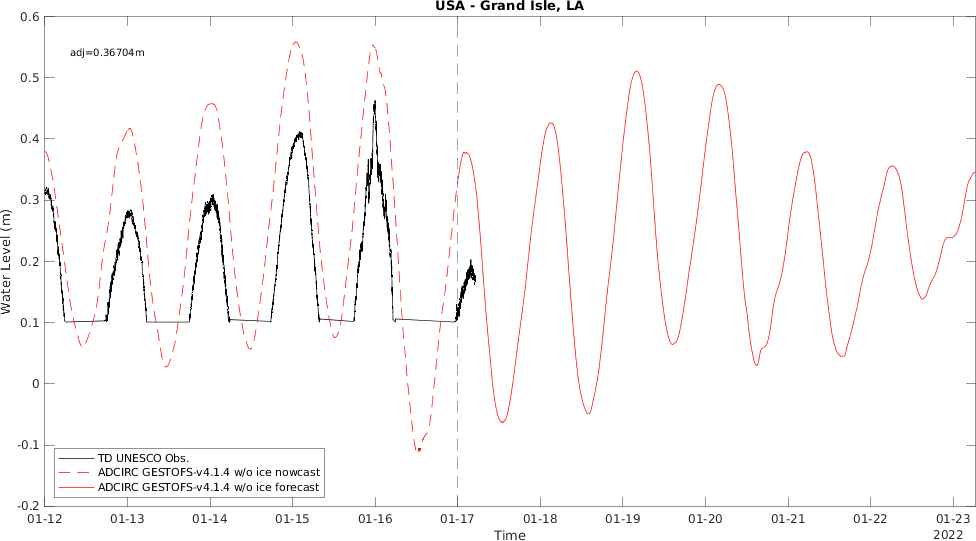 USA - Grand Isle, LA
adj=0.36704m
0.6
0.5
0.4
0.3
0.2
0.1
0
-0.1
-0.2
Water Level (m)
TD UNESCO Obs.
ADCIRC GESTOFS-v4.1.4 w/o ice nowcast
ADCIRC GESTOFS-v4.1.4 w/o ice forecast
01-12 01-13 01-14 01-15 01-16 01-17 01-18 01-19 01-20 01-21 01-22 01-23
Time
2022